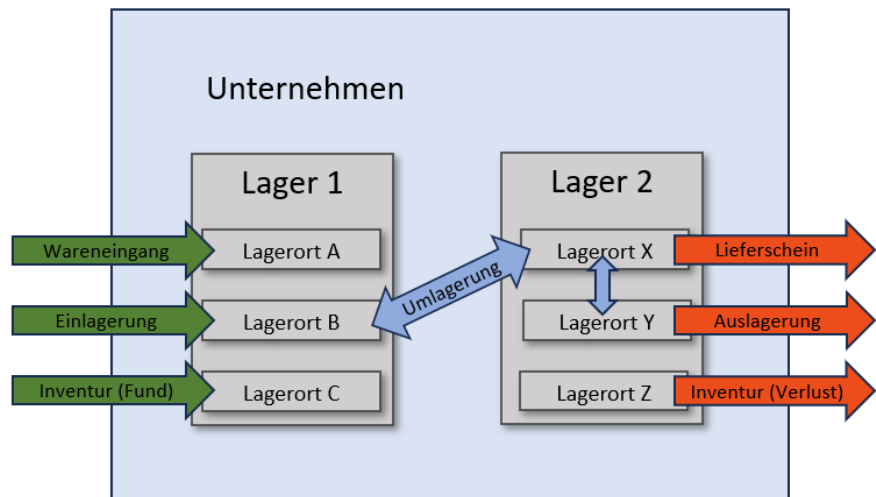 Unternehmen
Lager 1
Lager 2
Wareneingang
Lagerort A
Lagerort X
Lieferschein
Umlagerung
Einlagerung
Lagerort B
Lagerort Y
Auslagerung
Inventur (Fund)
Lagerort C
Lagerort Z
Inventur (Verlust)